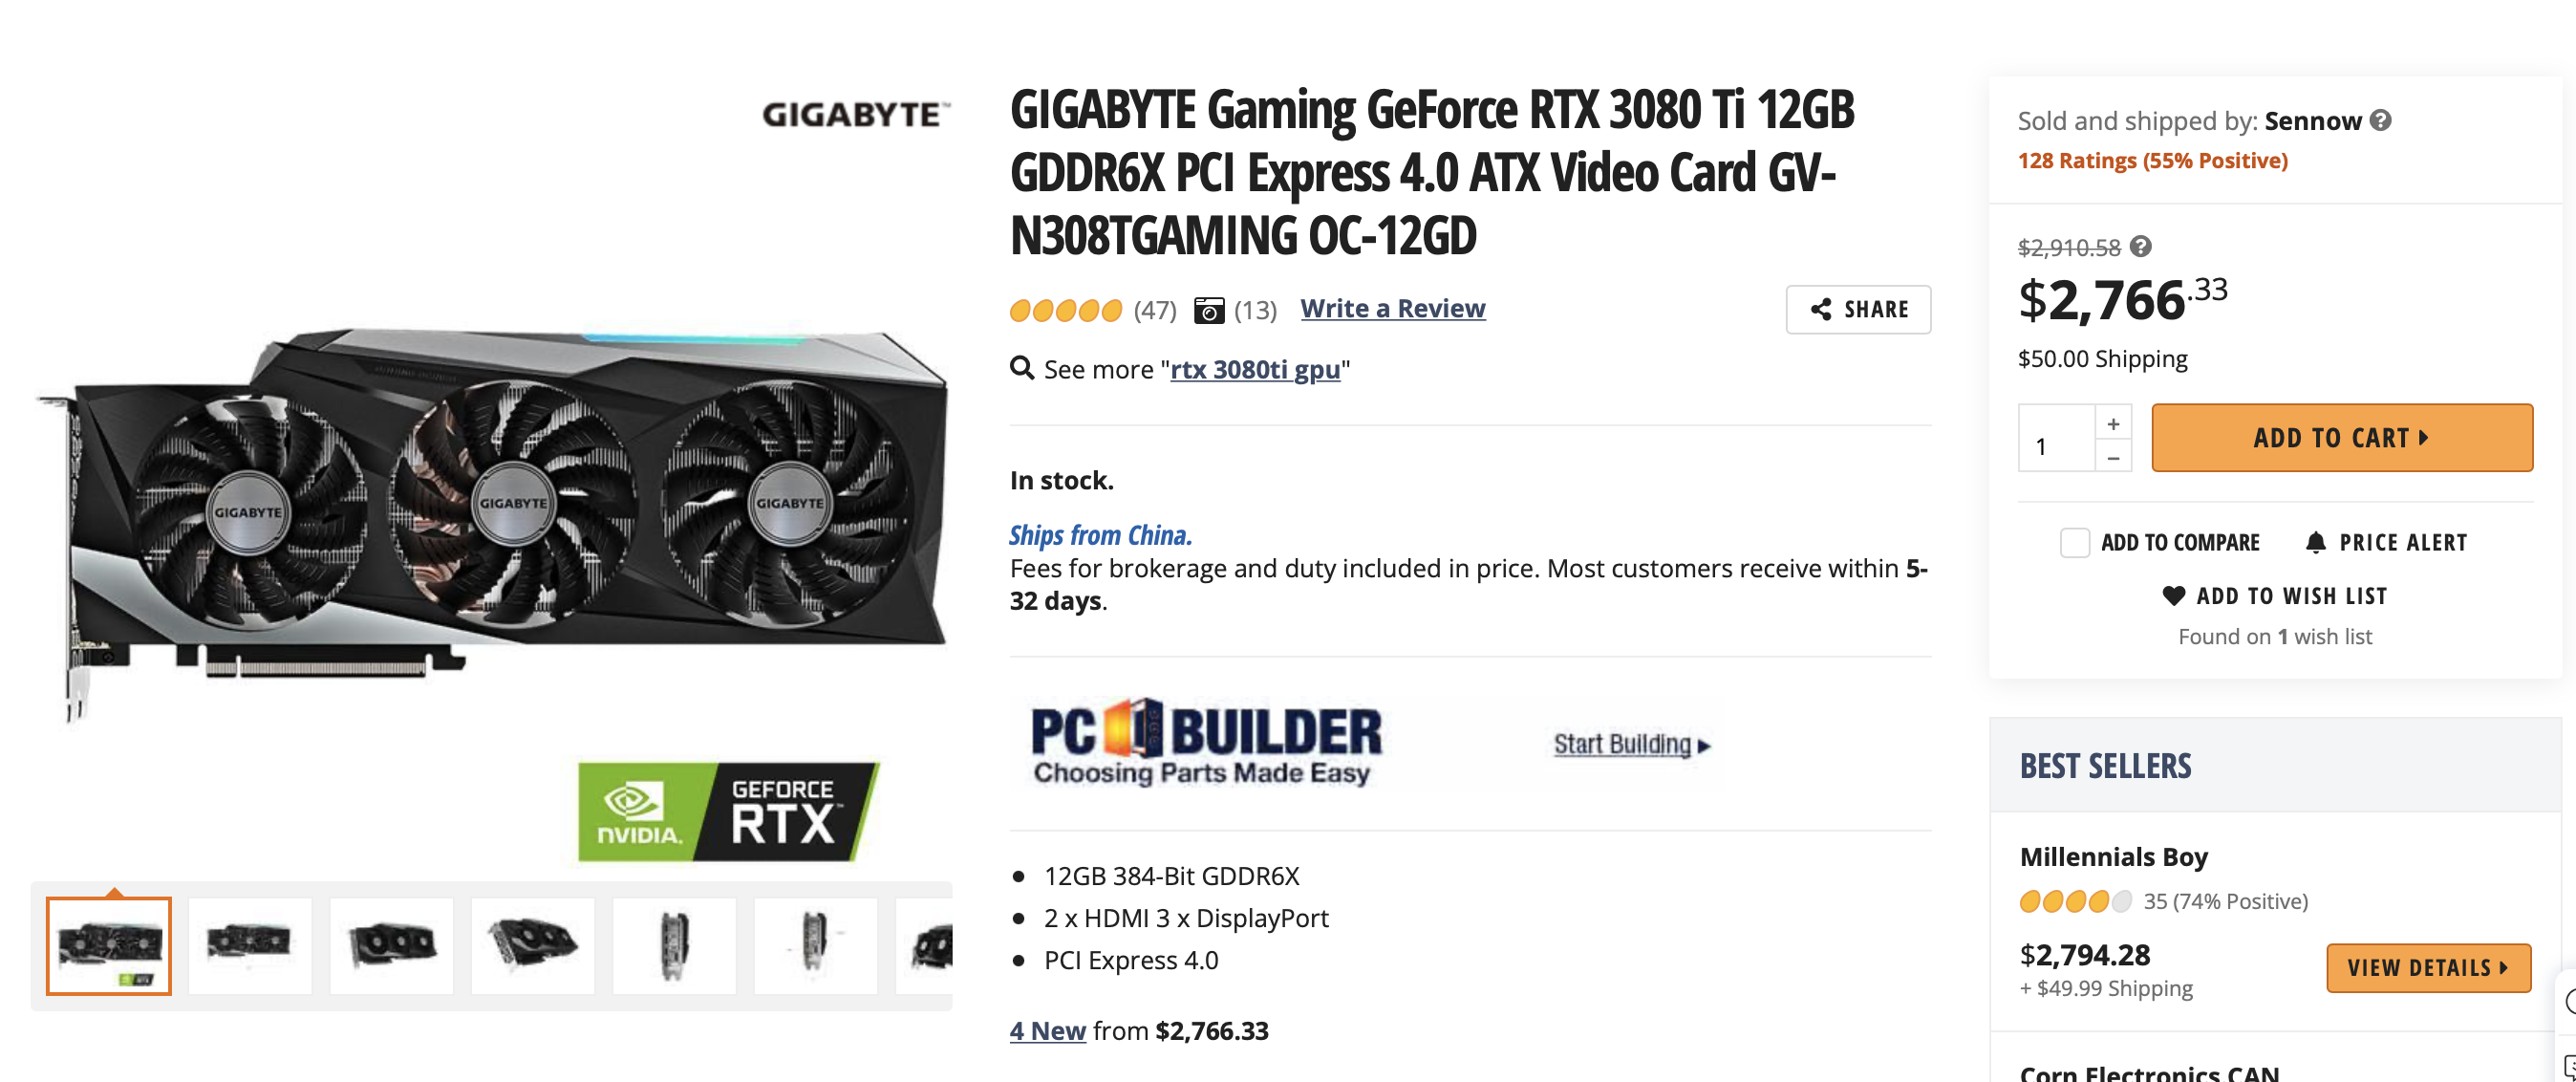 GIGABYTE™
GIGABYTE
GIGABYTE
GIGABYTE
NVIDIA.
GEFORCE
RTX™
GIGABYTE Gaming GeForce RTX 3080 Ti 12GB
GDDR6X PCI Express 4.0 ATX Video Card GV-
N308TGAMING OC-12GD
(47) (13) Write a Review
SHARE
See more "rtx 3080ti gpu"
In stock.
Ships from China.
Fees for brokerage and duty included in price. Most customers receive within 5-
32 days.
PC BUILDER
Choosing Parts Made Easy
Start Building
12GB 384-Bit GDDR6X
2 x HDMI 3 x DisplayPort
PCI Express 4.0
4 New from $2,766.33
Sold and shipped by: Sennow ?
128 Ratings (55% Positive)
$2,910.58 ?
$2,766.33
$50.00 Shipping
1 + −
ADD TO CART
ADD TO COMPARE
PRICE ALERT
ADD TO WISH LIST
Found on 1 wish list
BEST SELLERS
Millennials Boy
35 (74% Positive)
$2,794.28
+ $49.99 Shipping
VIEW DETAILS
Corn Electronics CAN